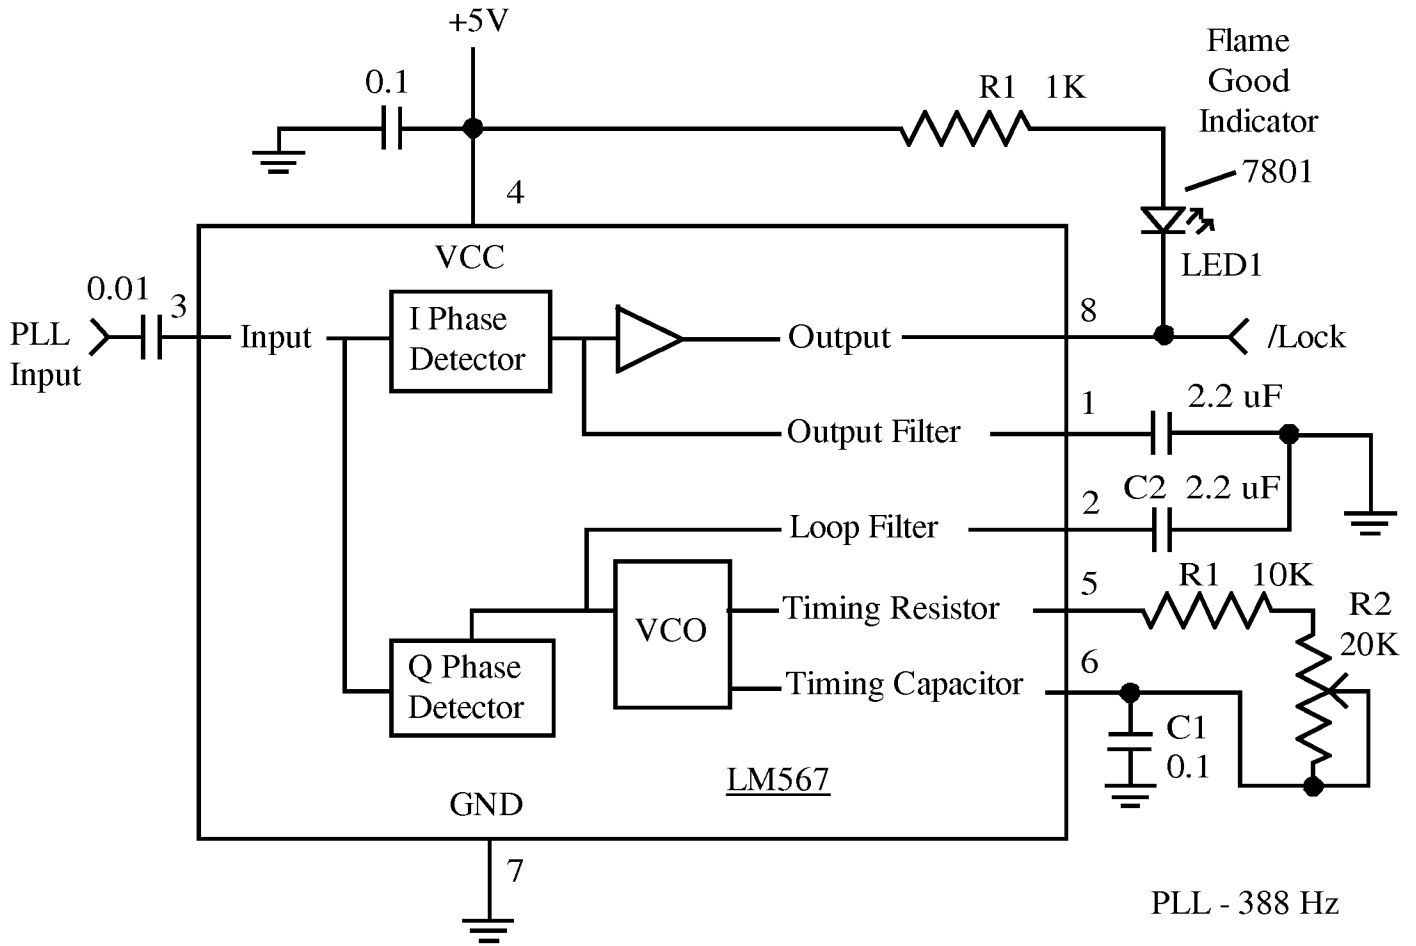 +5V
Flame
Good
Indicator
0.1
R1 1K
7801
4
VCC
LED1
0.01
3
PLL
Input
Input
I Phase
Detector
Output
8
/Lock
1
2.2 uF
Output Filter
C2 2.2 uF
2
Loop Filter
5
R1 10K
R2
20K
Timing Resistor
VCO
6
Q Phase
Detector
Timing Capacitor
C1
0.1
LM567
GND
7
PLL - 388 Hz